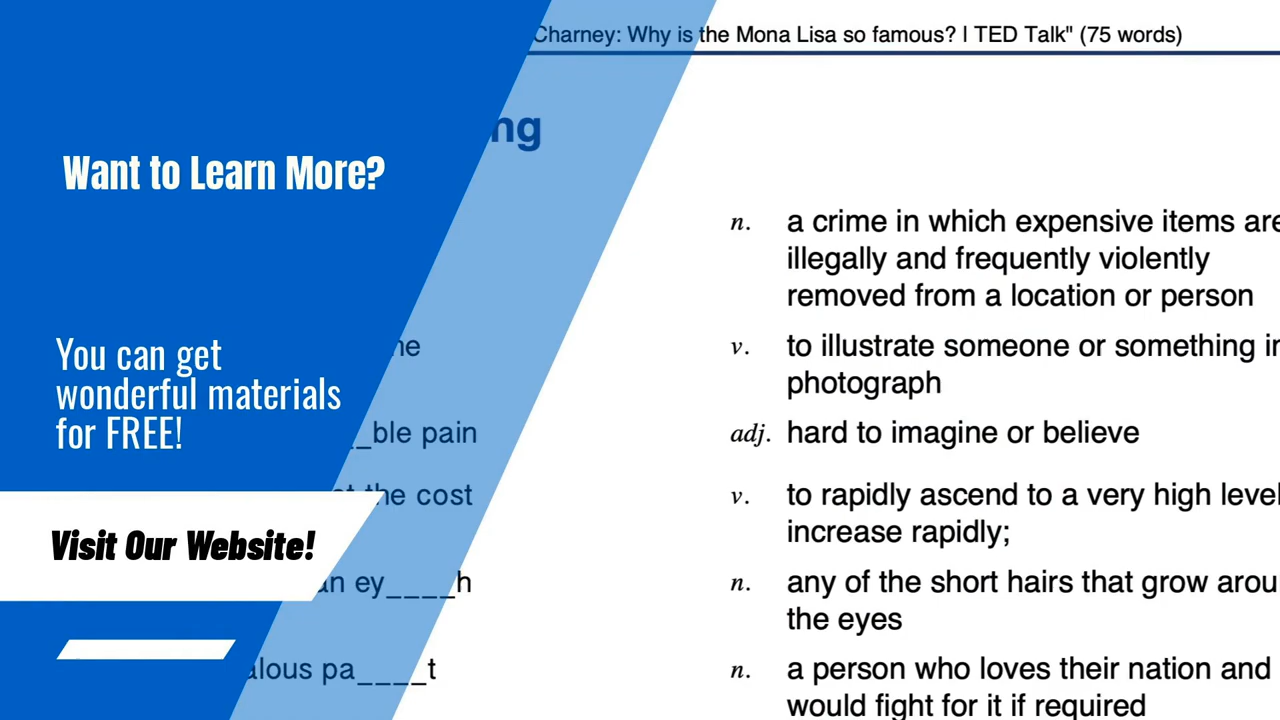 Charney: Why is the Mona Lisa so famous? | TED Talk" (75 words)
ng
Want to Learn More?
You can get
wonderful materials
for FREE!
Visit Our Website!
n. a crime in which expensive items are
illegally and frequently violently
removed from a location or person
v. to illustrate someone or something in
photograph
adj. hard to imagine or believe
_ble pain
v. to rapidly ascend to a very high level
the cost
increase rapidly;
n. any of the short hairs that grow arou
an ey____h
the eyes
n. a person who loves their nation and
alous pa____t
would fight for it if required